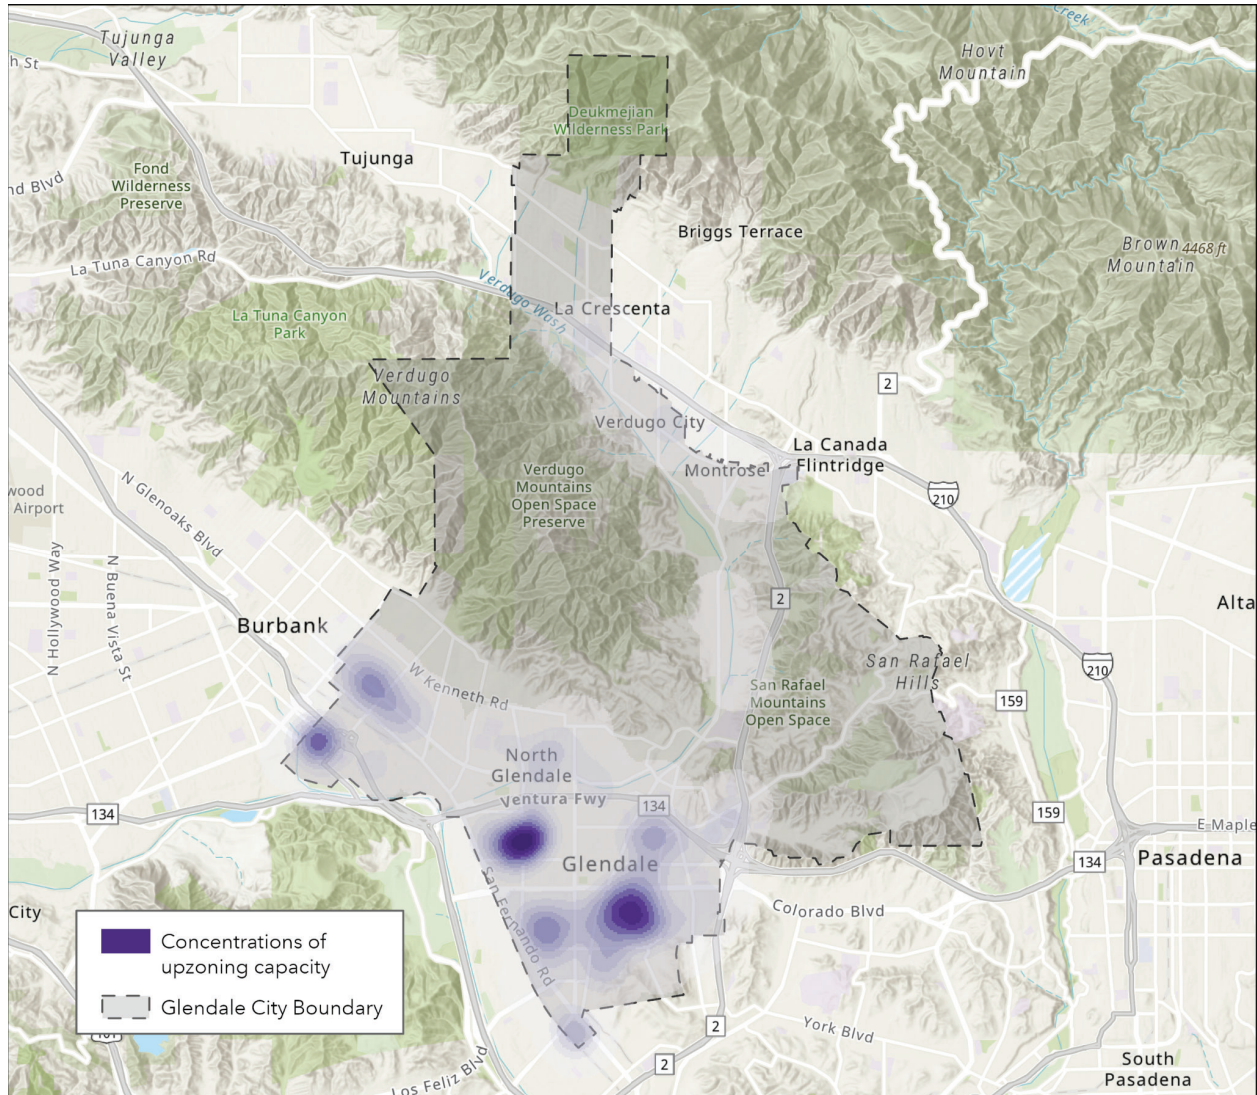 Creek
Tujunga
Valley
h St
Hoyt
Mountain
Deukmejian
Wilderness Park
Tujunga
Fond
Wilderness
Preserve
nd Blvd
Briggs Terrace
Brown
Mountain
4468 ft
La Tuna Canyon Rd
Verdugo Wash
La Crescenta
La Tuna Canyon
Park
Verdugo
Mountains
2
Verdugo City
La Canada
Flintridge
Montrose
Verdugo
Mountains
Open Space
Preserve
wood
Airport
N Glenoaks Blvd
210
N Hollywood Way
N Buena Vista St
2
Alta
Burbank
San Rafael
Hills
210
W Kenneth Rd
San Rafael
Mountains
Open Space
159
North
Glendale
Ventura Fwy
134
134
159
E Maple
Glendale
134
Pasadena
San Fernando Rd
Colorado Blvd
City
Concentrations of
upzoning capacity
Glendale City Boundary
101
2
York Blvd
2
Los Feliz Blvd
South
Pasadena